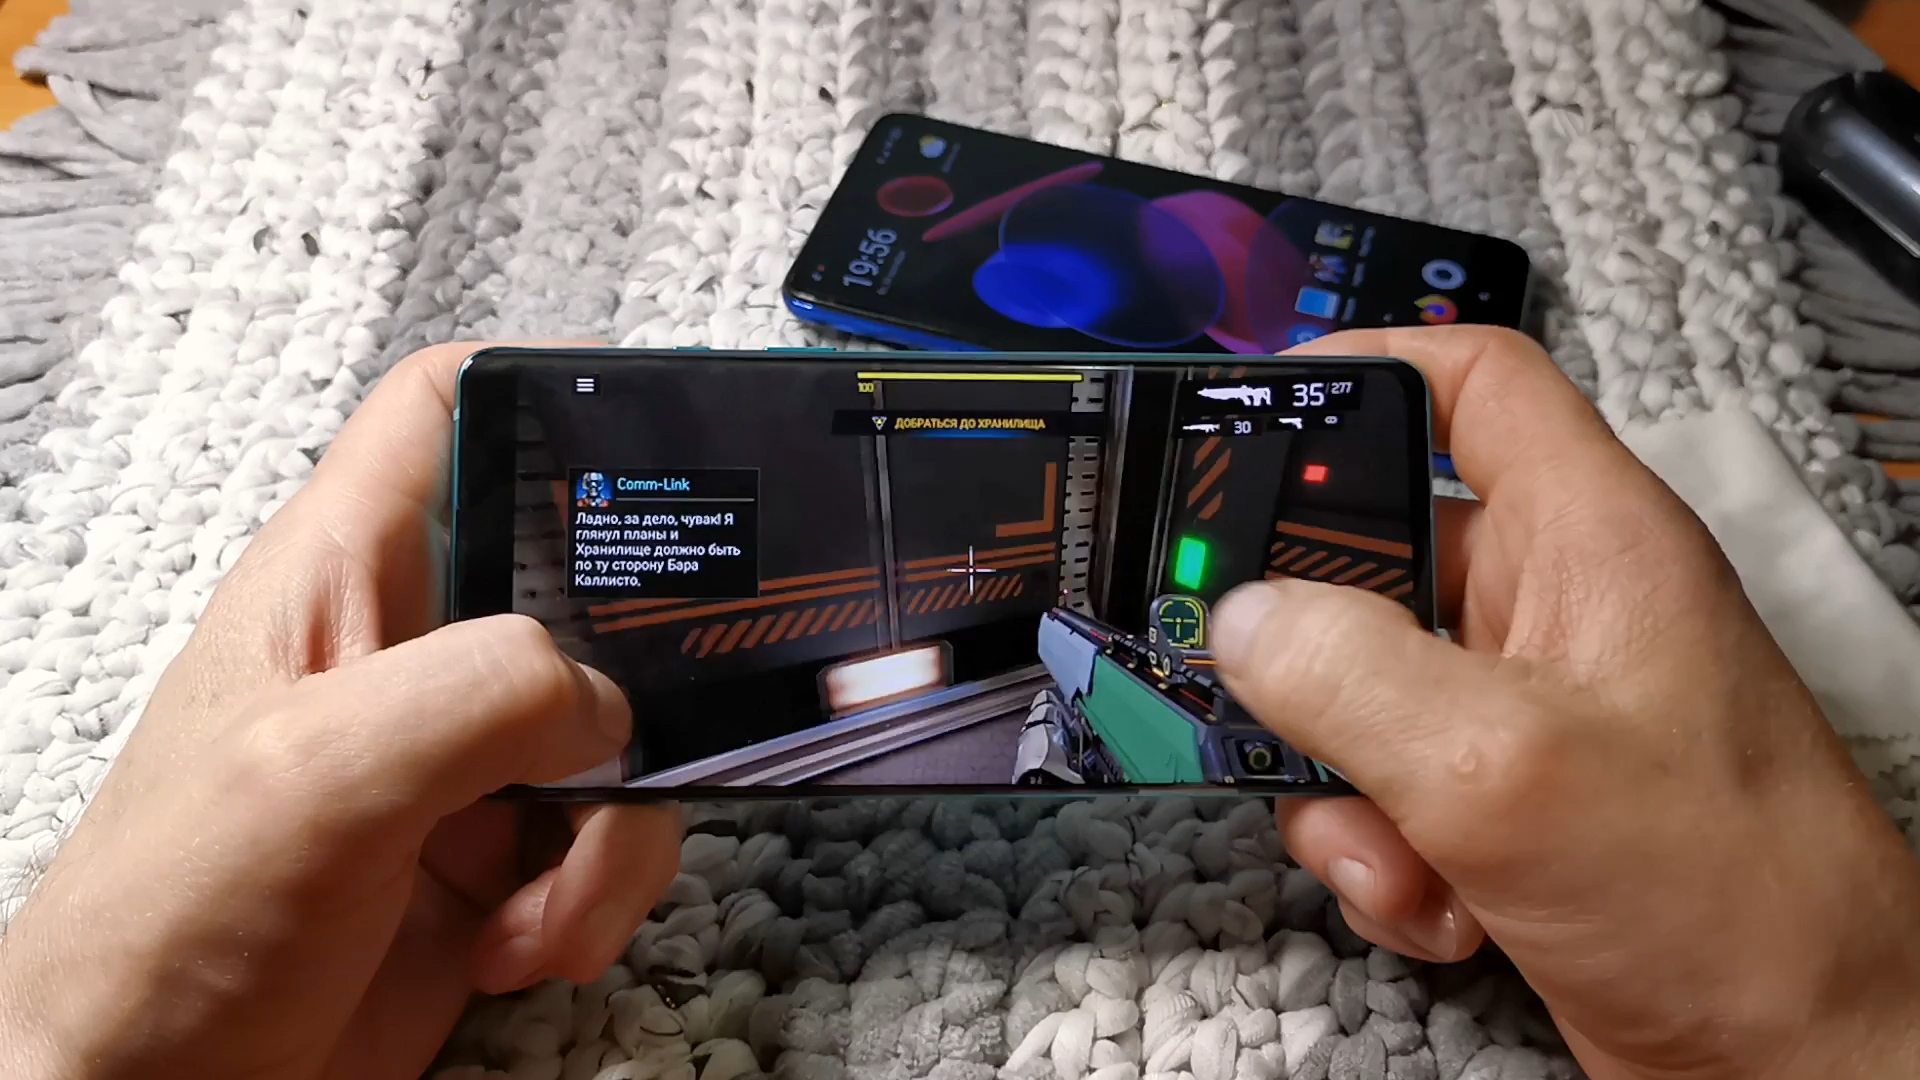 19:56
100
35/277
ДОБРАТЬСЯ ДО ХРАНИЛИЩА
30
∞
Comm-Link
Ладно, за дело, чувак! Я
глянул планы и
Хранилище должно быть
по ту сторону Бара
Каллисто.